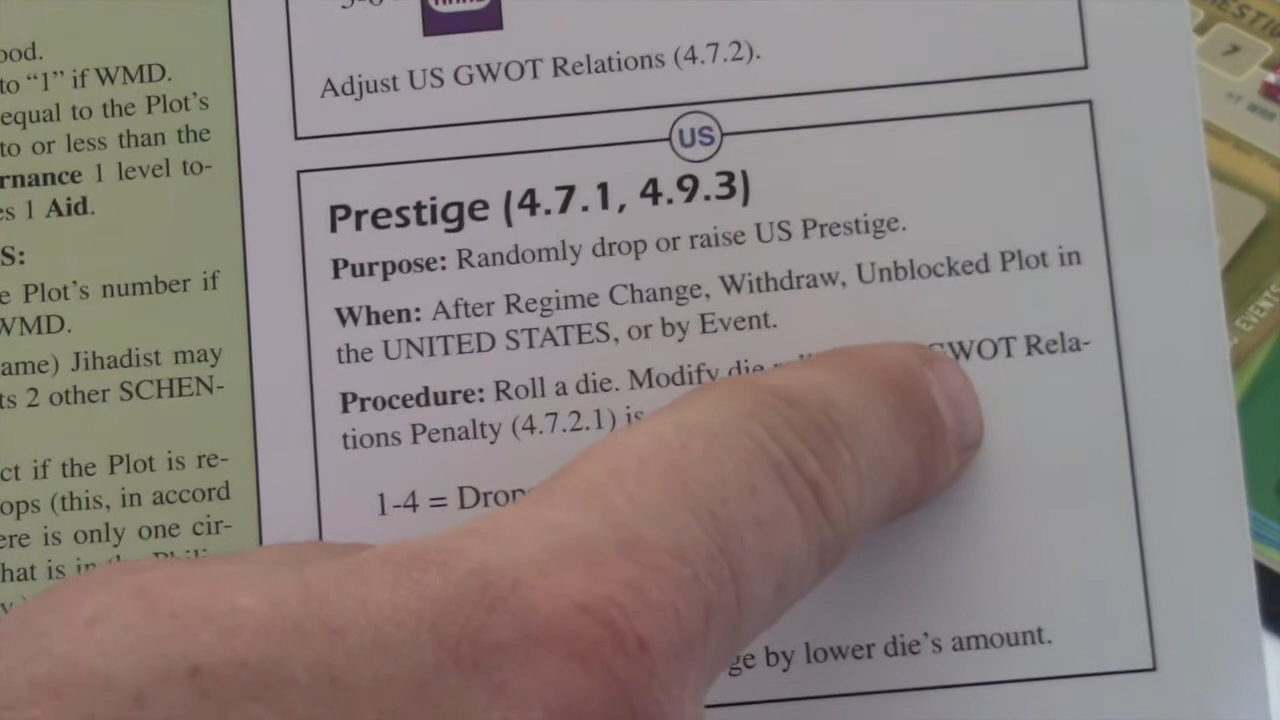 ood.
to “1” if WMD.
equal to the Plot’s
to or less than the
rnance 1 level to-
es 1 Aid.
S:
e Plot’s number if
WMD.
ame) Jihadist may
ts 2 other SCHEN-
ct if the Plot is re-
ops (this, in accord
ere is only one cir-
hat is in
Adjust US GWOT Relations (4.7.2).
US
Prestige (4.7.1, 4.9.3)
Purpose: Randomly drop or raise US Prestige.
When: After Regime Change, Withdraw, Unblocked Plot in
the UNITED STATES, or by Event.
Procedure: Roll a die. Modify die GWOT Rela-
tions Penalty (4.7.2.1) is
1-4 = Drop
ge by lower die’s amount.
7
EVENTS